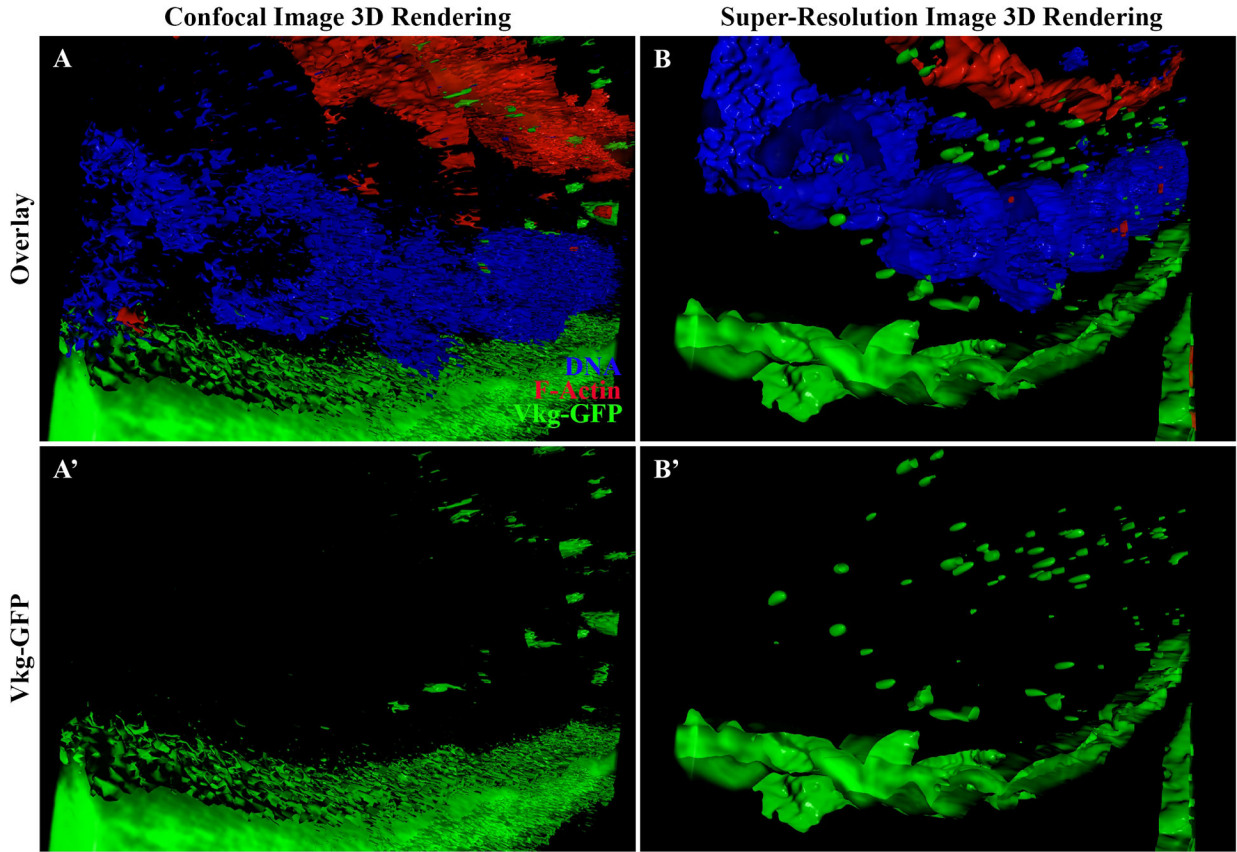 Confocal Image 3D Rendering
Super-Resolution Image 3D Rendering
Overlay
A
B
DNA
F-Actin
Vkg-GFP
Vkg-GFP
A'
B'